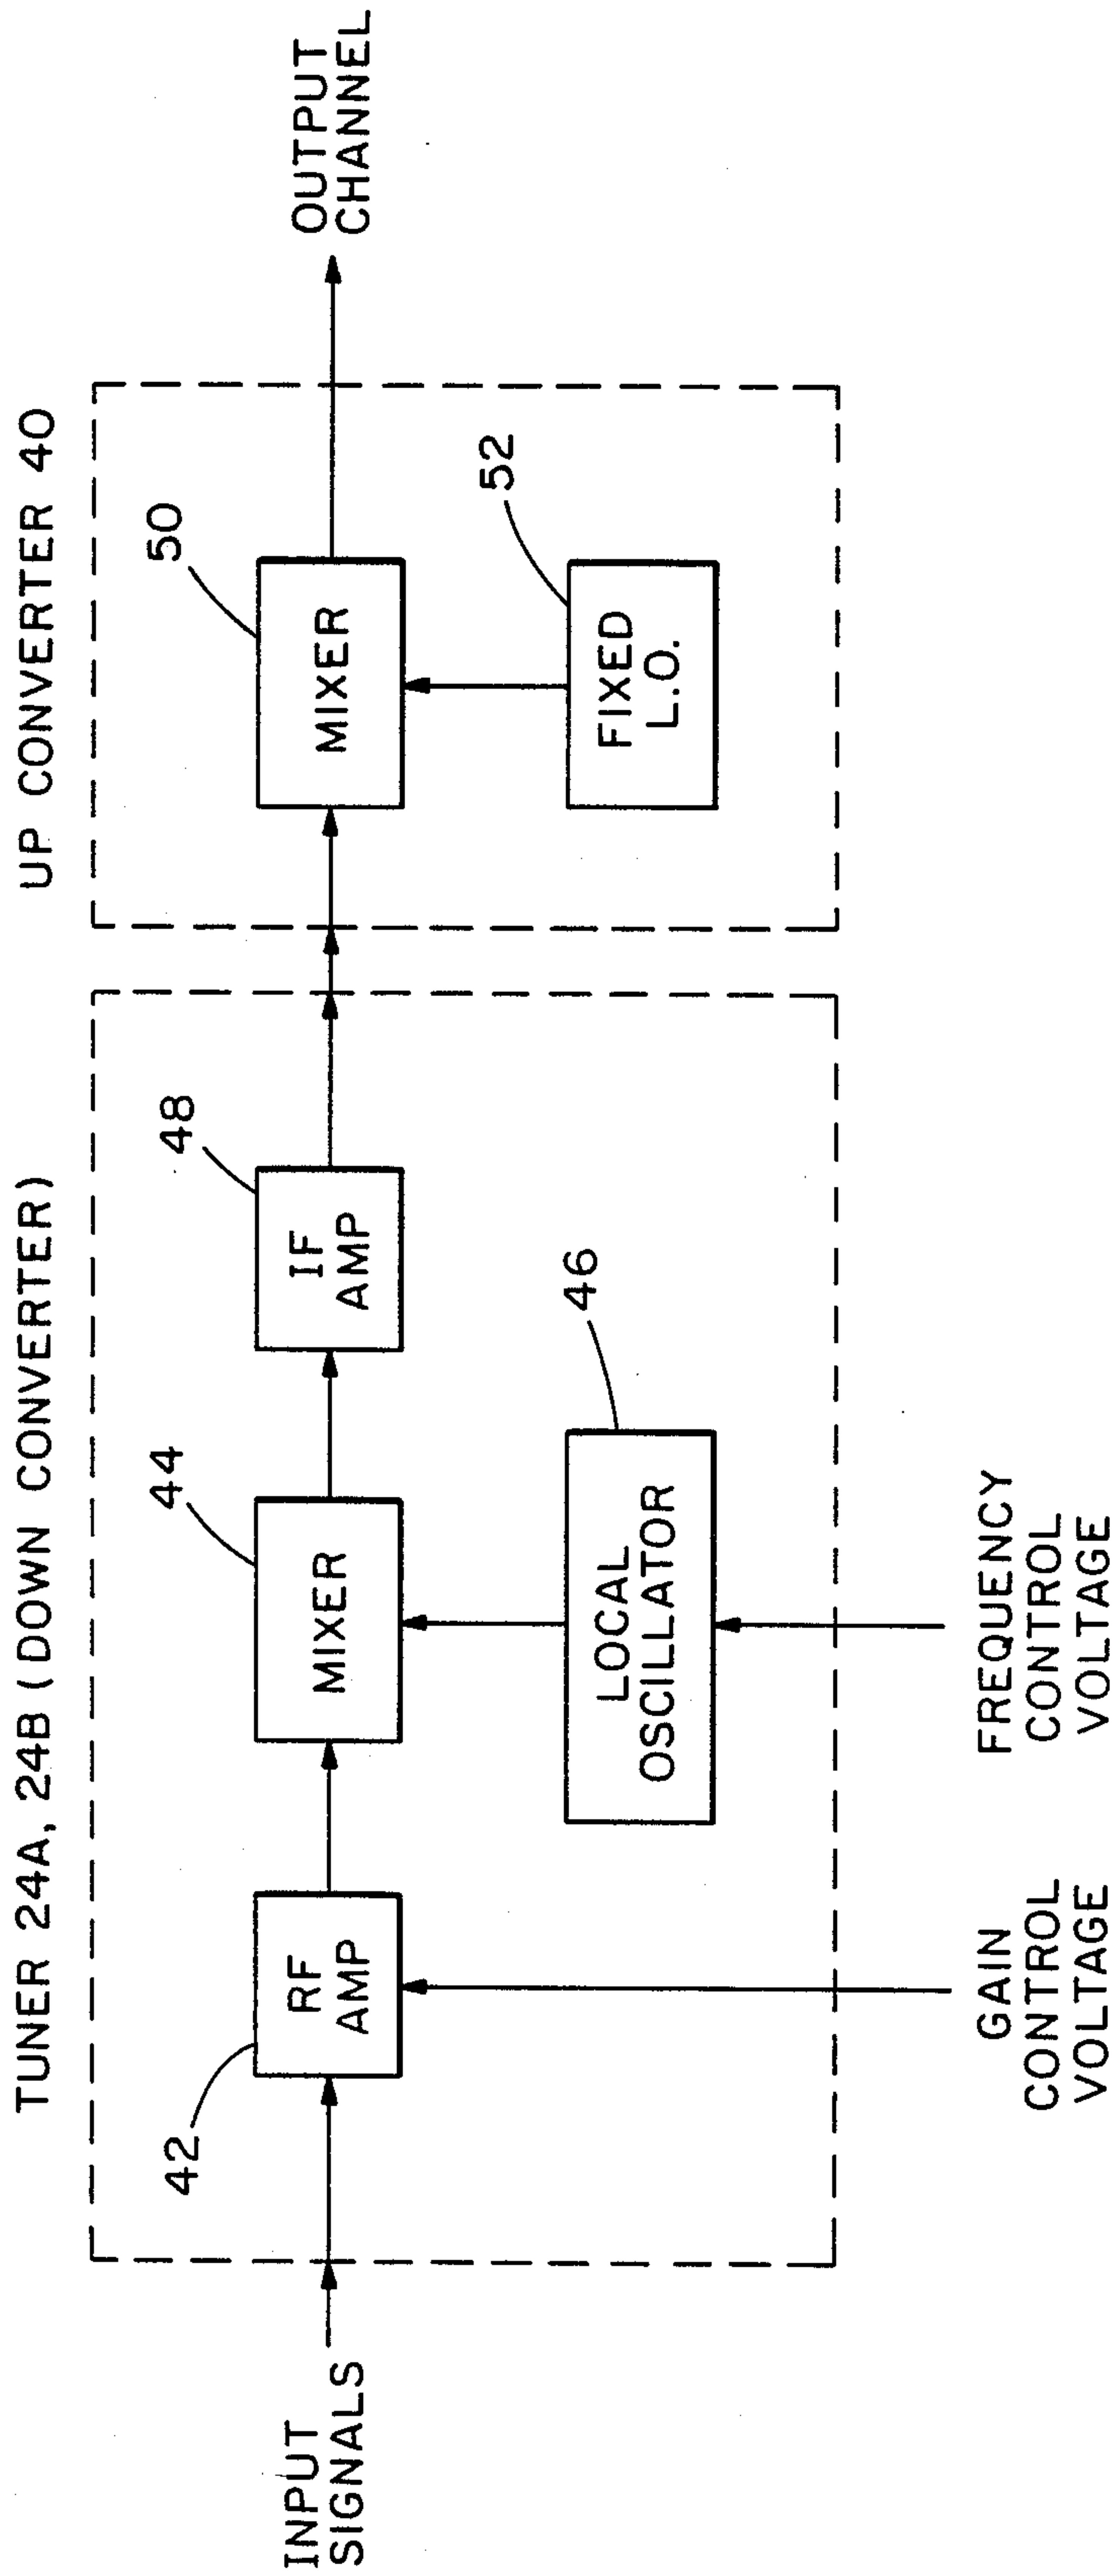 TUNER 24A, 24B (DOWN CONVERTER)
UP CONVERTER 40
42
44
48
50
INPUT
SIGNALS
RF
AMP
MIXER
IF
AMP
MIXER
OUTPUT
CHANNEL
46
52
LOCAL
OSCILLATOR
FIXED
L.O.
GAIN
CONTROL
VOLTAGE
FREQUENCY
CONTROL
VOLTAGE